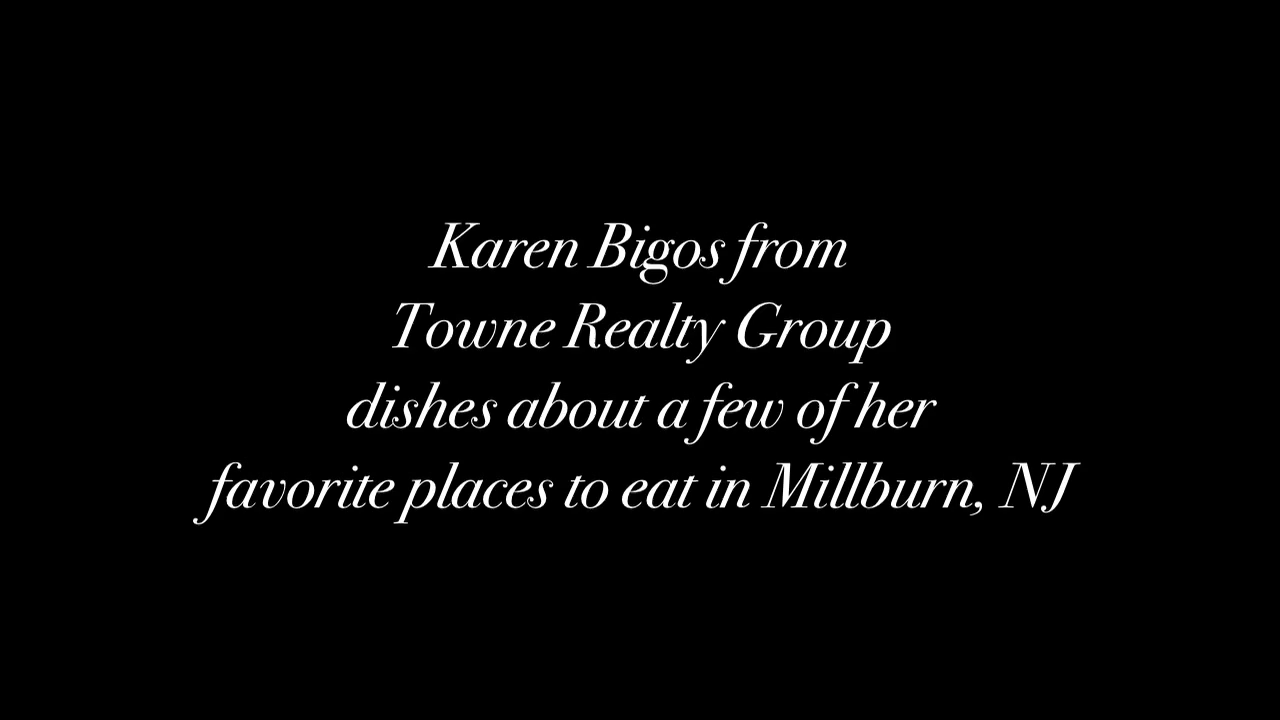 Karen Bigos from
Towne Realty Group
dishes about a few of her
favorite places to eat in Millburn, NJ